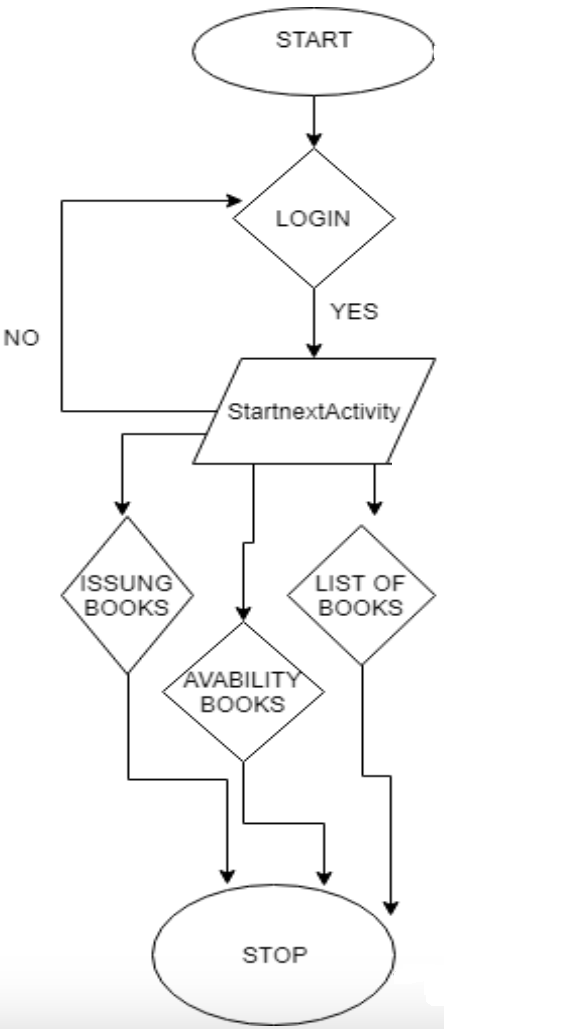 START
LOGIN
YES
NO
StartnextActivity
ISSUNG
BOOKS
LIST OF
BOOKS
AVABILITY
BOOKS
STOP